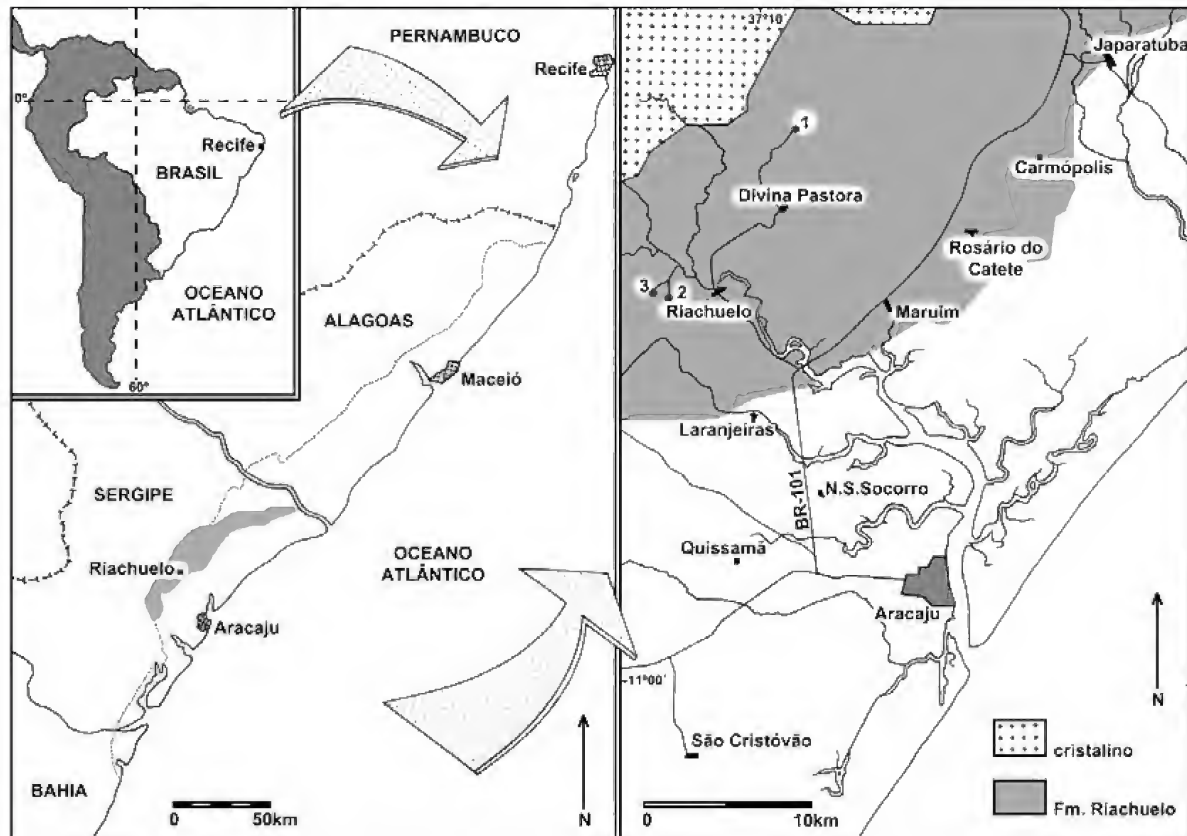 0°
Recife
BRASIL
OCEANO
ATLÂNTICO
60°
PERNAMBUCO
Recife
ALAGOAS
Maceió
SERGIPE
Riachuelo
Aracaju
OCEANO
ATLÂNTICO
BAHIA
0
50km
N
37°10'
Japaratuba
1
Carmópolis
Divina Pastora
Rosário do
Catete
3
2
Riachuelo
Maruim
Laranjeiras
BR-101
N.S.Socorro
Quissamã
Aracaju
11°00'
São Cristóvão
N
cristalino
Fm. Riachuelo
0
10km